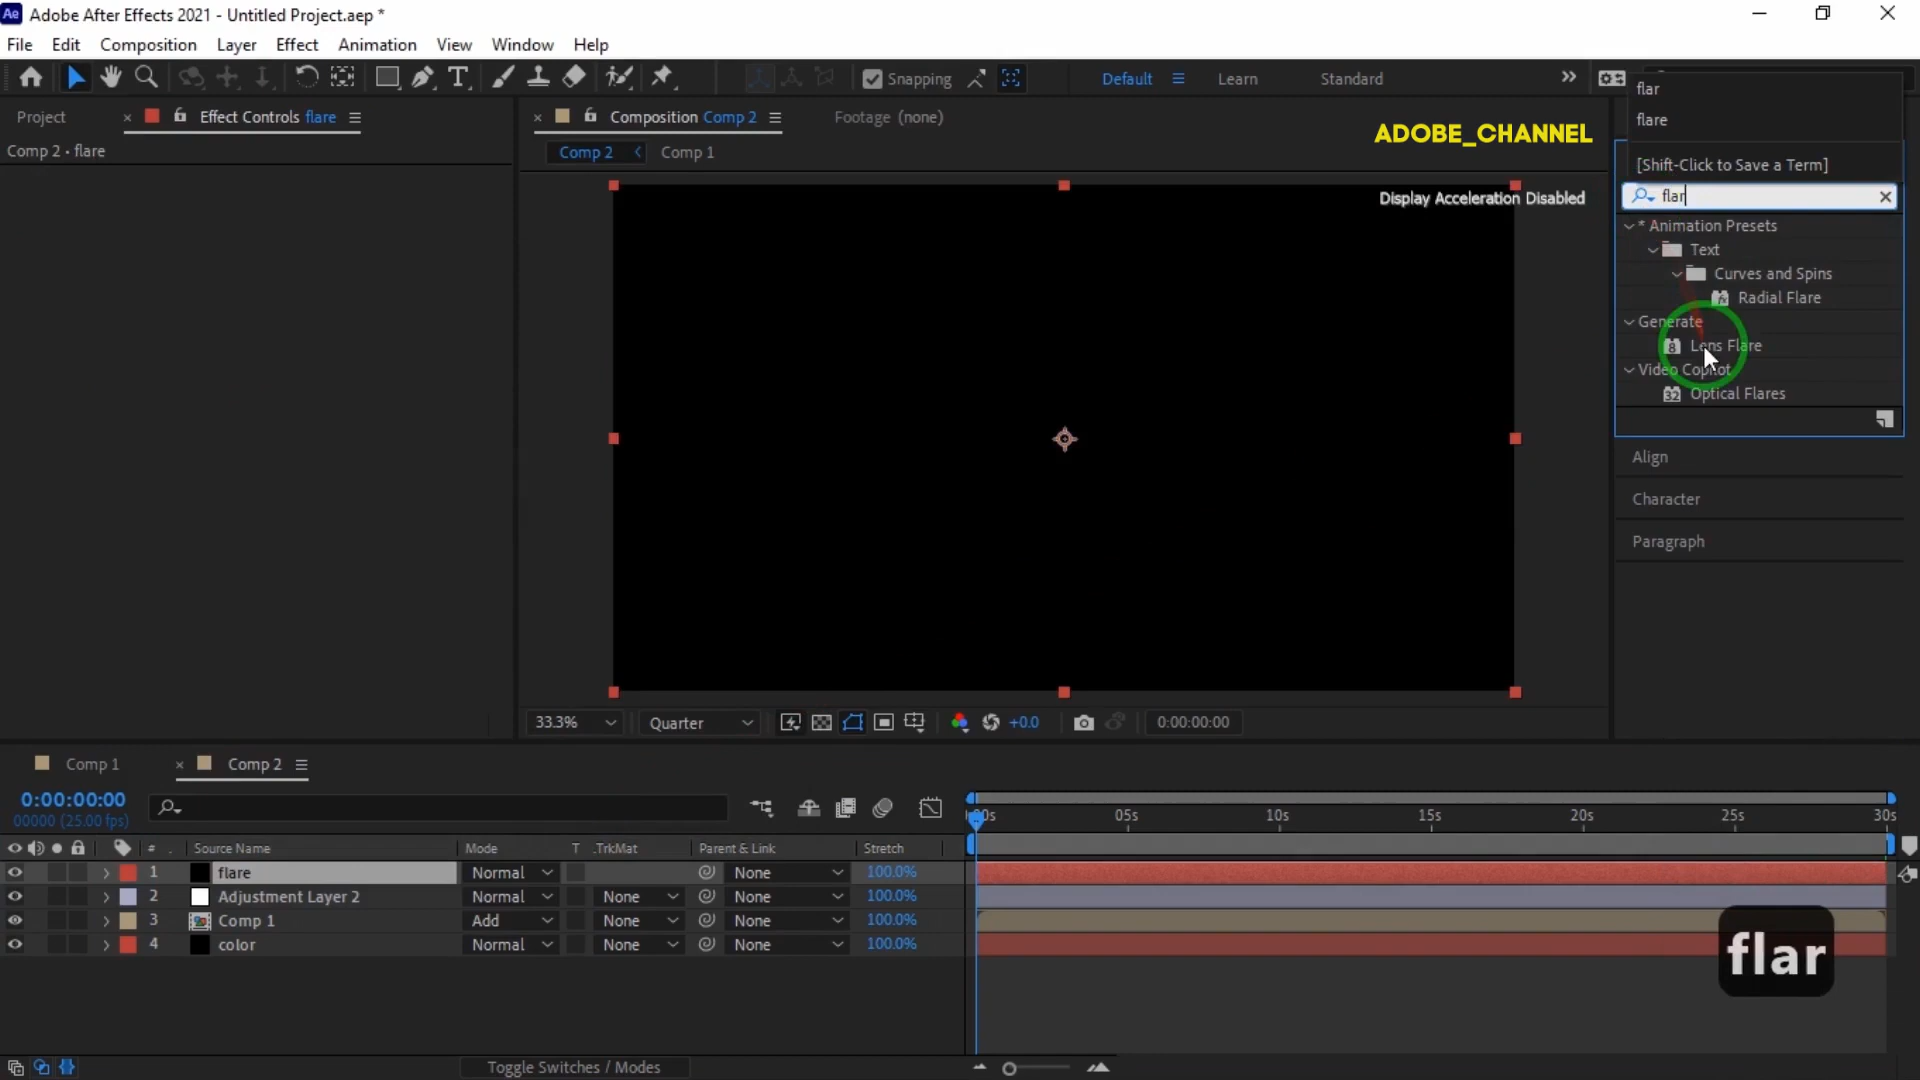 Ae Adobe After Effects 2021 - Untitled Project.aep *
File Edit Composition Layer Effect Animation View Window Help
Snapping Default Learn Standard
flar
flare
[Shift-Click to Save a Term]
flar
Project Effect Controls flare
Comp 2 • flare
Composition Comp 2 Footage (none)
ADOBE_CHANNEL
Comp 2 Comp 1
Display Acceleration Disabled
* Animation Presets
Text
Curves and Spins
Radial Flare
Generate
8 Lens Flare
Video Copilot
32 Optical Flares
Align
Character
Paragraph
33.3% Quarter +0.0 0:00:00:00
Comp 1 Comp 2
0:00:00:00
00000 (25.00 fps)
:00s 05s 10s 15s 20s 25s 30s
# Source Name Mode T .TrkMat Parent & Link Stretch
1 flare Normal None 100.0%
2 Adjustment Layer 2 Normal None None 100.0%
3 Comp 1 Add None None 100.0%
4 color Normal None None 100.0%
flar
Toggle Switches / Modes